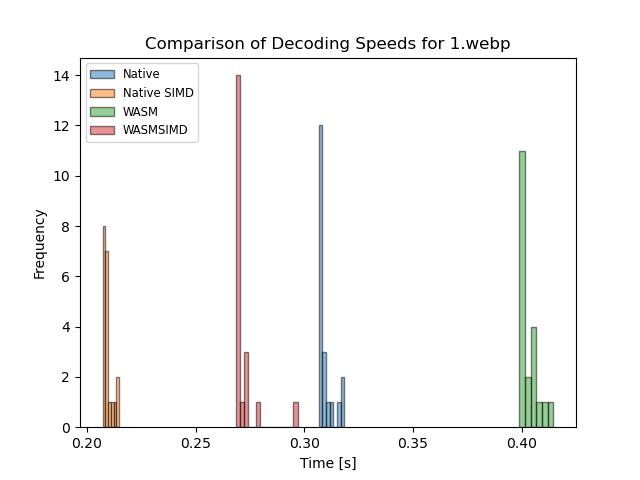 Comparison of Decoding Speeds for 1.webp
Native
Native SIMD
WASM
WASMSIMD
14
12
10
8
6
4
2
0
Frequency
0.20 0.25 0.30 0.35 0.40
Time [s]